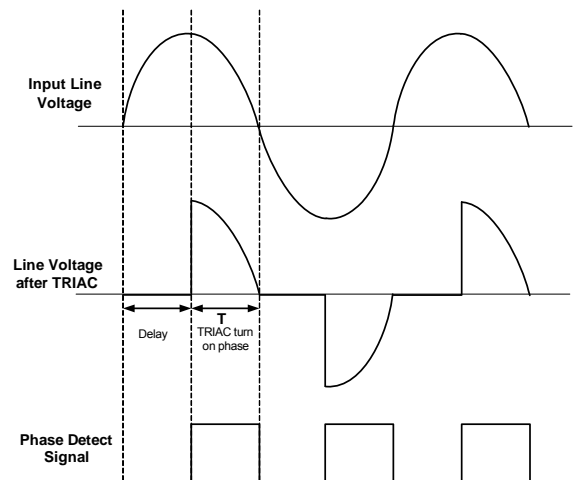 Input Line
Voltage
Line Voltage
after TRIAC
Delay
T
TRIAC turn
on phase
Phase Detect
Signal